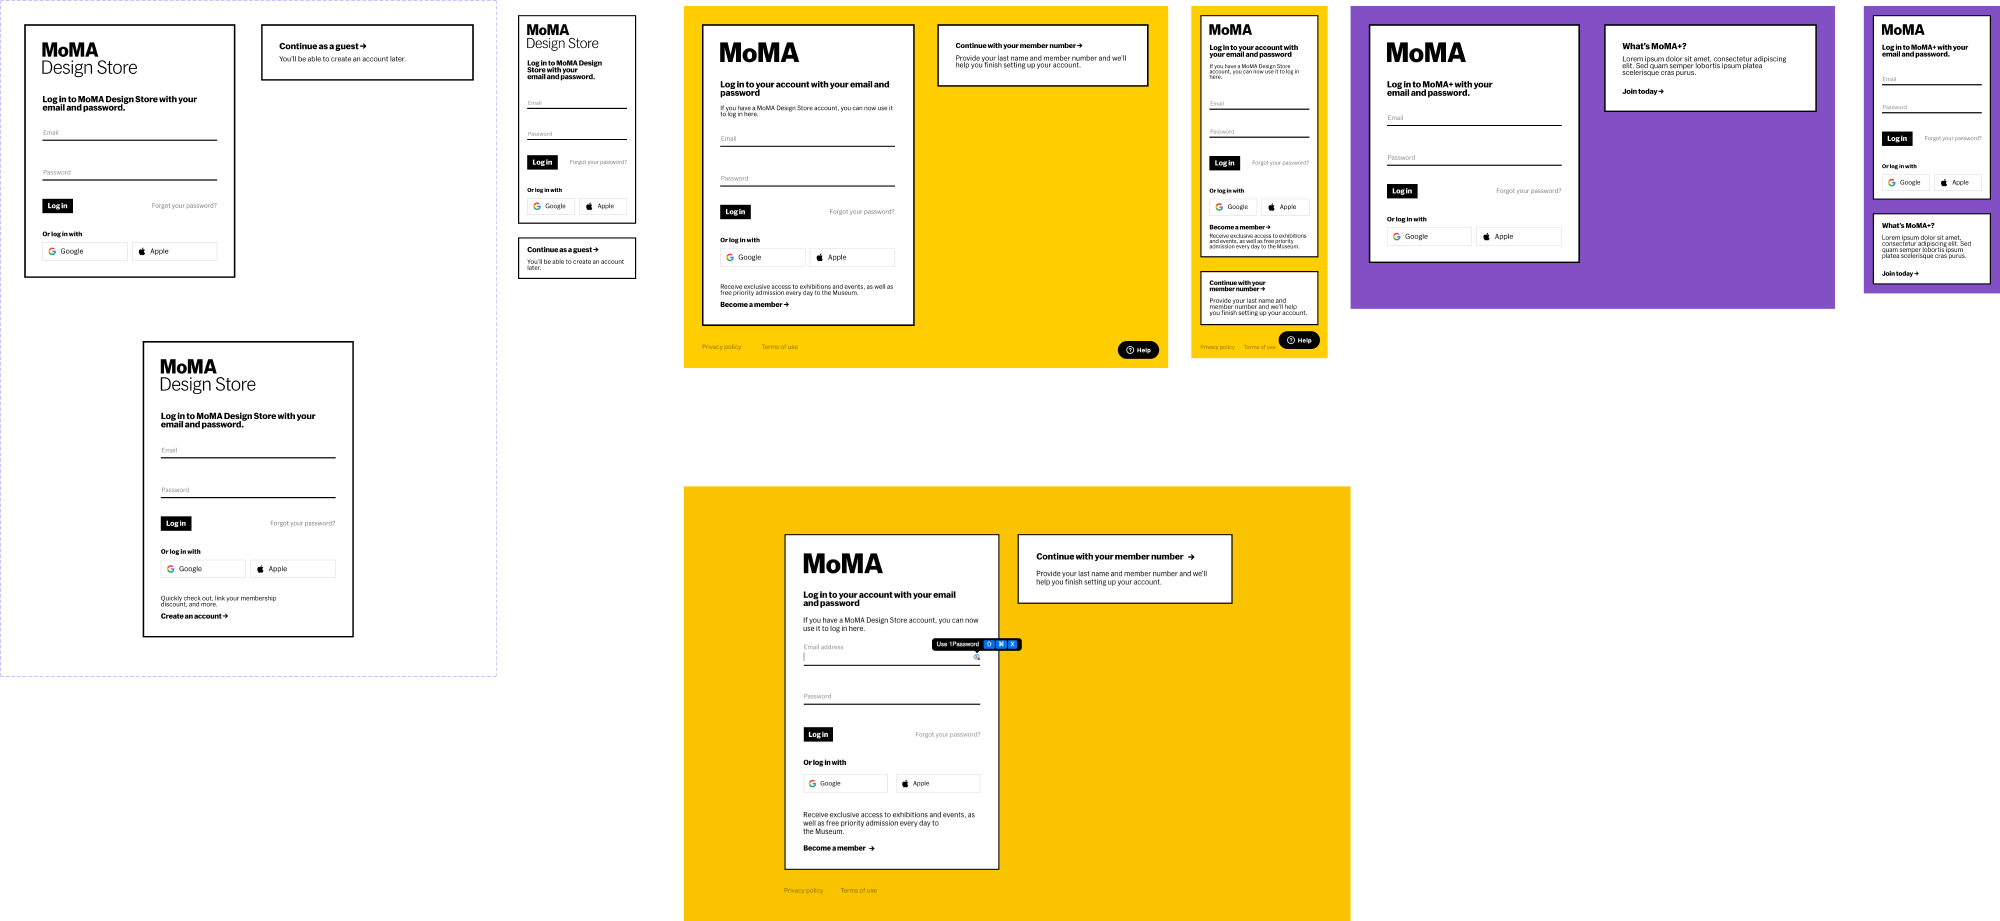 MoMA
Design Store
Log in to MoMA Design Store with your
email and password.
Email
Password
Log in
Forgot your password?
Or log in with
Google
Apple
Continue as a guest →
You'll be able to create an account later.
MoMA
Design Store
Log in to MoMA Design Store with your
email and password.
Email
Password
Log in
Forgot your password?
Or log in with
Google
Apple
Quickly check out, link your membership
discount, and more.
Create an account →
MoMA
Design Store
Log in to MoMA Design
Store with your
email and password.
Email
Password
Log in
Forgot your password?
Or log in with
Google
Apple
Continue as a guest →
You'll be able to create an account
later.
MoMA
Log in to your account with your email and
password
If you have a MoMA Design Store account, you can now use it
to log in here.
Email
Password
Log in
Forgot your password?
Or log in with
Google
Apple
Receive exclusive access to exhibitions and events, as well as
free priority admission every day to the Museum.
Become a member →
Continue with your member number →
Provide your last name and member number and we'll
help you finish setting up your account.
Privacy policy
Terms of use
Help
MoMA
Log in to your account with
your email and password
If you have a MoMA Design Store
account, you can now use it to log in
here.
Email
Password
Log in
Forgot your password?
Or log in with
Google
Apple
Become a member →
Receive exclusive access to exhibitions
and events, as well as free priority
admission every day to the Museum.
Continue with your
member number →
Provide your last name and
member number and we'll help
you finish setting up your account.
Privacy policy
Terms of use
Help
MoMA
Log in to MoMA+ with your
email and password.
Email
Password
Log in
Forgot your password?
Or log in with
Google
Apple
What's MoMA+?
Lorem ipsum dolor sit amet, consectetur adipiscing
elit. Sed quam semper lobortis ipsum platea
scelerisque cras purus.
Join today →
MoMA
Log in to MoMA+ with your
email and password.
Email
Password
Log in
Forgot your password?
Or log in with
Google
Apple
What's MoMA+?
Lorem ipsum dolor sit amet,
consectetur adipiscing elit. Sed
quam semper lobortis ipsum
platea scelerisque cras purus.
Join today →
MoMA
Log in to your account with your email
and password
If you have a MoMA Design Store account, you can now
use it to log in here.
Email address
Use 1Password ⇧ ⌘ X
Password
Log in
Forgot your password?
Or log in with
Google
Apple
Receive exclusive access to exhibitions and events, as
well as free priority admission every day to
the Museum.
Become a member →
Continue with your member number →
Provide your last name and member number and we'll
help you finish setting up your account.
Privacy policy
Terms of use